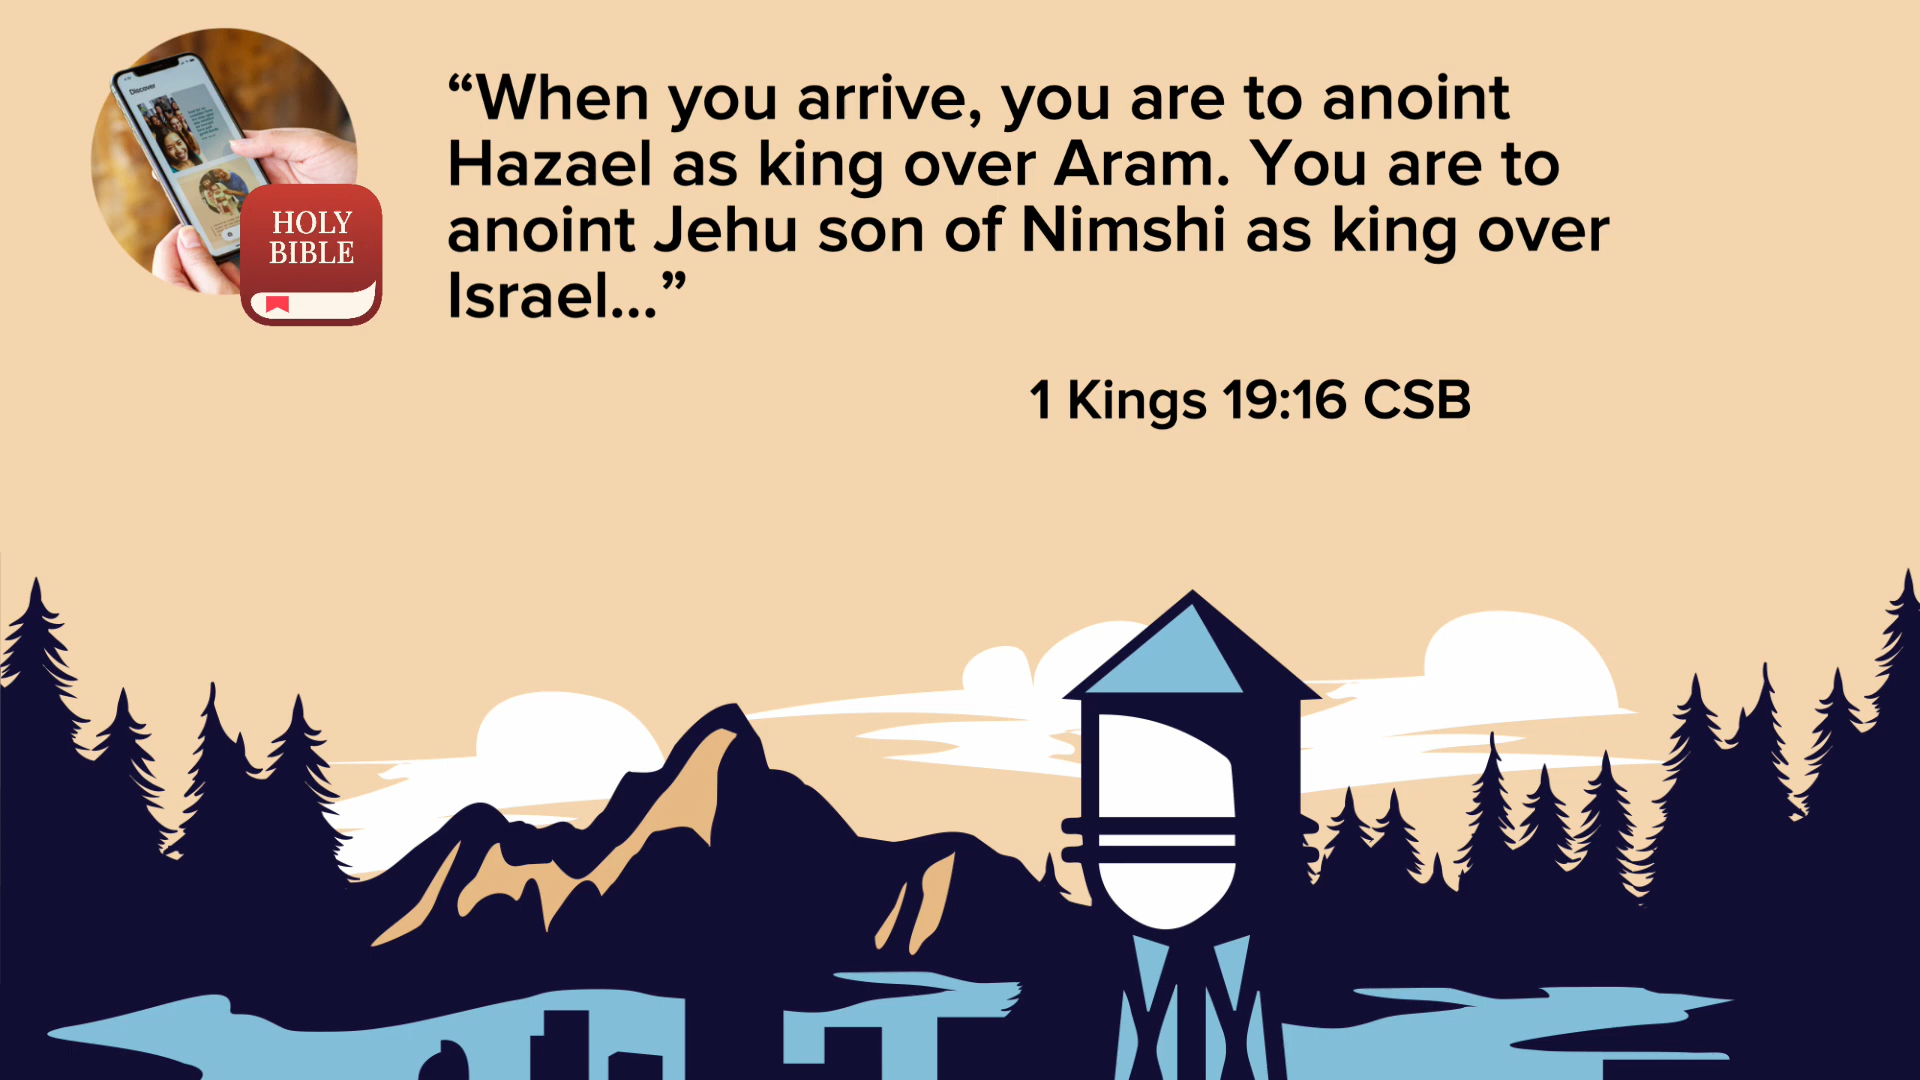 Discover
HOLY
BIBLE
“When you arrive, you are to anoint
Hazael as king over Aram. You are to
anoint Jehu son of Nimshi as king over
Israel...”
1 Kings 19:16 CSB